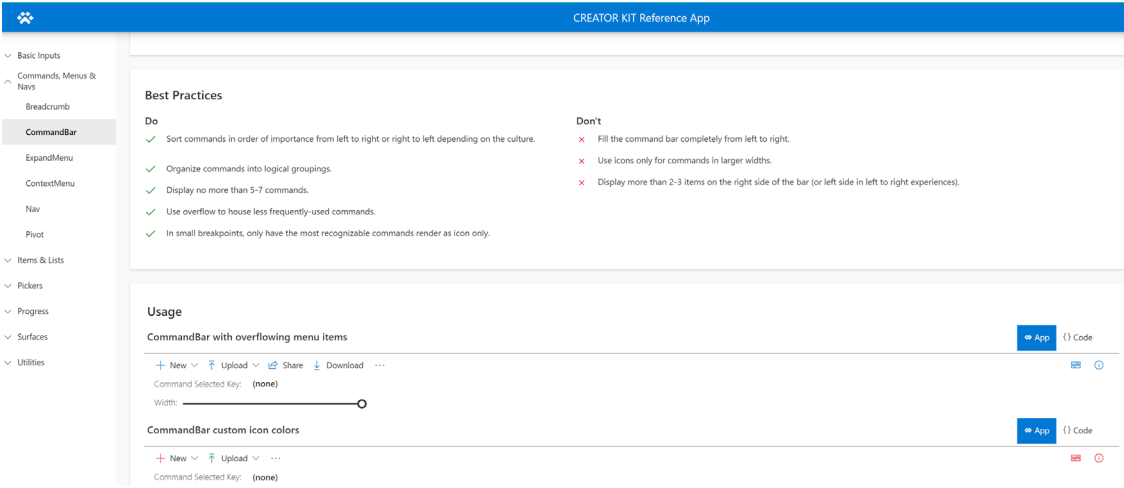 CREATOR KIT Reference App
Basic Inputs
Commands, Menus &
Navs
Breadcrumb
CommandBar
ExpandMenu
ContextMenu
Nav
Pivot
Items & Lists
Pickers
Progress
Surfaces
Utilities
Best Practices
Do
Sort commands in order of importance from left to right or right to left depending on the culture.
Organize commands into logical groupings.
Display no more than 5-7 commands.
Use overflow to house less frequently-used commands.
In small breakpoints, only have the most recognizable commands render as icon only.
Don't
Fill the command bar completely from left to right.
Use icons only for commands in larger widths.
Display more than 2-3 items on the right side of the bar (or left side in left to right experiences).
Usage
CommandBar with overflowing menu items
App {} Code
New Upload Share Download ...
Command Selected Key: (none)
Width:
CommandBar custom icon colors
App {} Code
New Upload ...
Command Selected Key: (none)